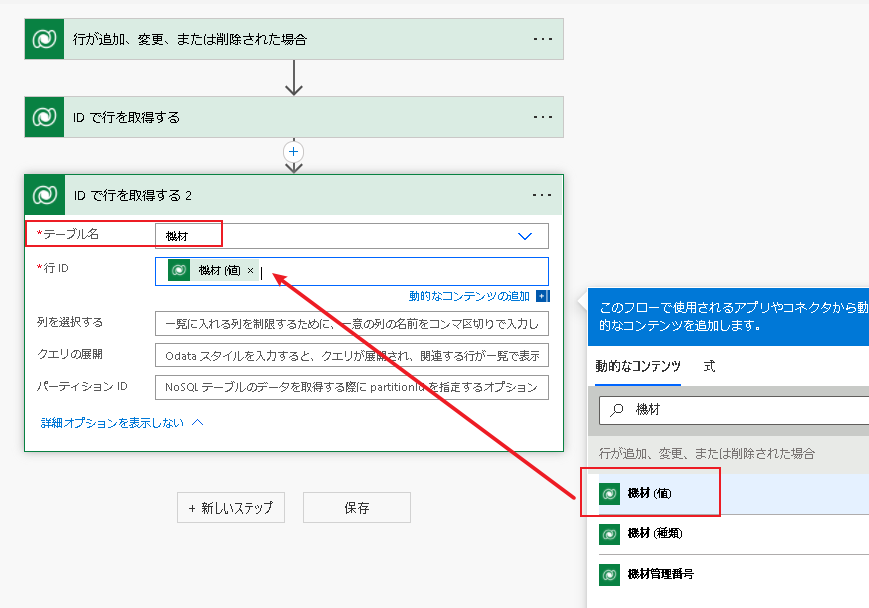 行が追加、変更、または削除された場合
ID で行を取得する
ID で行を取得する 2
*テーブル名
機材
*行 ID
機材 (値) ×
動的なコンテンツの追加
列を選択する
一覧に入れる列を制限するために、一意の列の名前をコンマ区切りで入力し
クエリの展開
Odata スタイルを入力すると、クエリが展開され、関連する行が一覧で表示
パーティション ID
NoSQL テーブルのデータを取得する際に partitionId を指定するオプション
詳細オプションを表示しない
+ 新しいステップ
保存
このフローで使用されるアプリやコネクタから動
的なコンテンツを追加します。
動的なコンテンツ
式
機材
行が追加、変更、または削除された場合
機材 (値)
機材 (種類)
機材管理番号